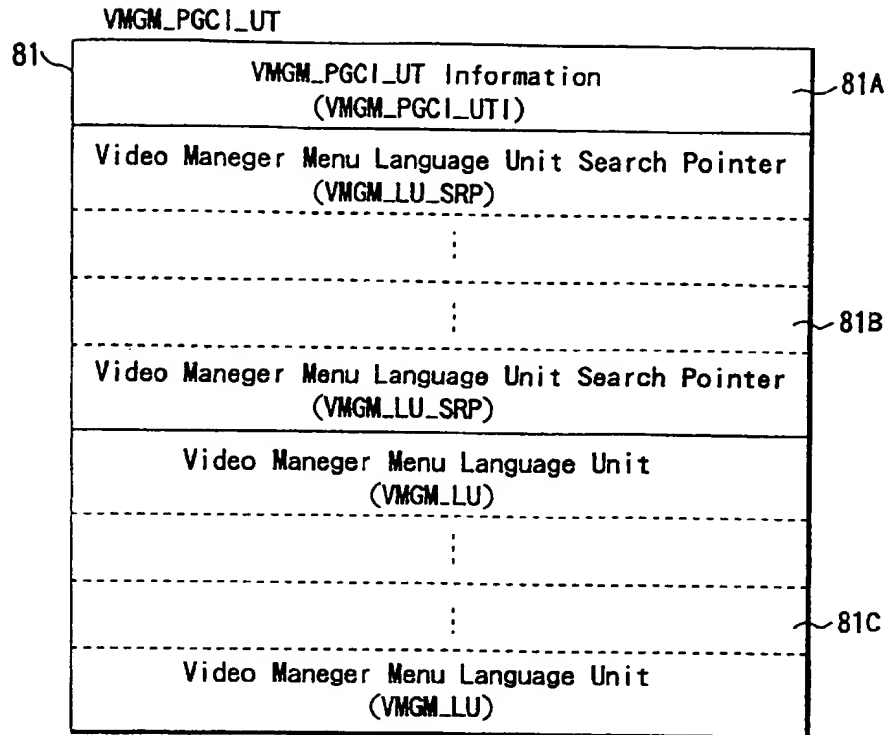 VMGM_PGCI_UT
81
VMGM_PGCI_UT Information
(VMGM_PGCI_UTI)
81A
Video Maneger Menu Language Unit Search Pointer
(VMGM_LU_SRP)
81B
Video Maneger Menu Language Unit Search Pointer
(VMGM_LU_SRP)
Video Maneger Menu Language Unit
(VMGM_LU)
81C
Video Maneger Menu Language Unit
(VMGM_LU)